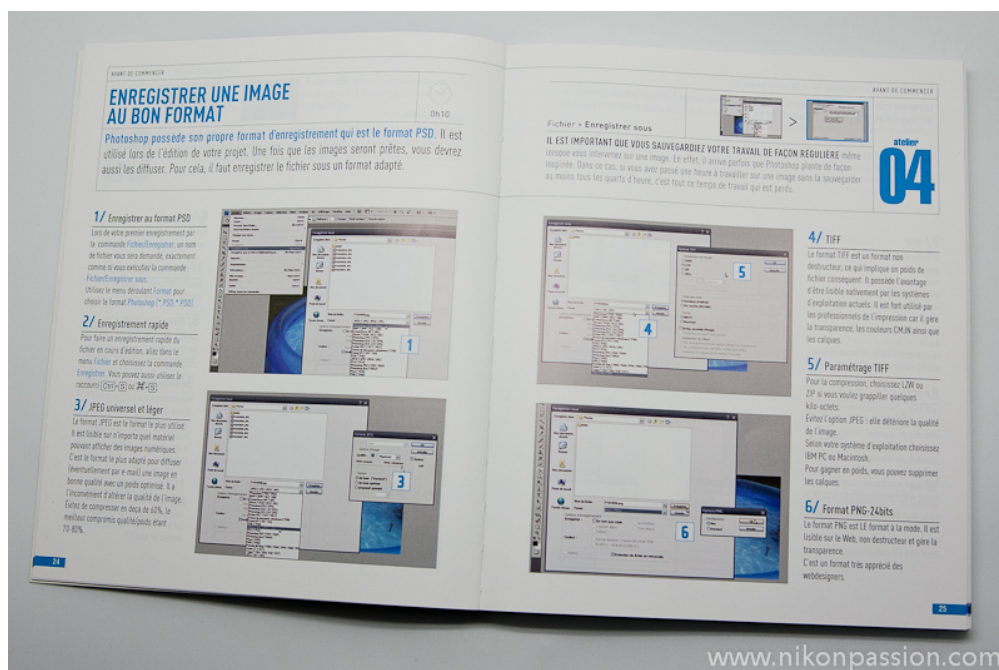 AVANT DE COMMENCER
ENREGISTRER UNE IMAGE
AU BON FORMAT
0h10
Photoshop possède son propre format d'enregistrement qui est le format PSD. Il est
utilisé lors de l'édition de votre projet. Une fois que les images seront prêtes, vous devrez
aussi les diffuser. Pour cela, il faut enregistrer le fichier sous un format adapté.
1/ Enregistrer au format PSD
Lors de votre premier enregistrement par
la commande Fichier/Enregistrer, un nom
de fichier vous sera demandé, exactement
comme si vous exécutiez la commande
Fichier/Enregistrer sous.
Utilisez le menu déroulant Format pour
choisir le format Photoshop (*.PSD;*.PDD).
2/ Enregistrement rapide
Pour faire un enregistrement rapide du
fichier en cours d'édition, allez dans le
menu Fichier et choisissez la commande
Enregistrer. Vous pouvez aussi utiliser le
raccourci Ctrl+S ou ⌘+S.
3/ JPEG universel et léger
Le format JPEG est le format le plus utilisé.
Il est lisible sur n'importe quel matériel
pouvant afficher des images numériques
C'est le format le plus adapté pour diffuser
(éventuellement par e-mail) une image en
bonne qualité avec un poids optimisé. Il a
l'inconvénient d'altérer la qualité de l'image.
Évitez de compresser en deça de 60%, le
meilleur compromis qualité/poids étant
70-80%.
1
3
24
AVANT DE COMMENCER
Fichier > Enregistrer sous
>
IL EST IMPORTANT QUE VOUS SAUVEGARDIEZ VOTRE TRAVAIL DE FAÇON RÉGULIÈRE même
lorsque vous intervenez sur une image. En effet, il arrive parfois que Photoshop plante de façon
inopinée. Dans ce cas, si vous avez passé une heure à travailler sur une image sans la sauvegarder
au moins tous les quarts d'heure, c'est tout ce temps de travail qui est perdu.
atelier
04
4
5
6
4/ TIFF
Le format TIFF est un format non
destructeur, ce qui implique un poids de
fichier conséquent. Il possède l'avantage
d'être lisible nativement par les systèmes
d'exploitation actuels. Il est fort utilisé par
les professionnels de l'impression car il gère
la transparence, les couleurs CMJN ainsi que
les calques.
5/ Paramétrage TIFF
Pour la compression, choisissez LZW ou
ZIP si vous voulez grappiller quelques
kilo-octets.
Évitez l'option JPEG : elle détériore la qualité
de l'image.
Selon votre système d'exploitation choisissez
IBM PC ou Macintosh.
Pour gagner en poids, vous pouvez supprimer
les calques.
6/ Format PNG-24bits
Le format PNG est LE format à la mode. Il est
lisible sur le Web, non destructeur et gère la
transparence.
C'est un format très apprécié des
webdesigners.
25
www.nikonpassion.com